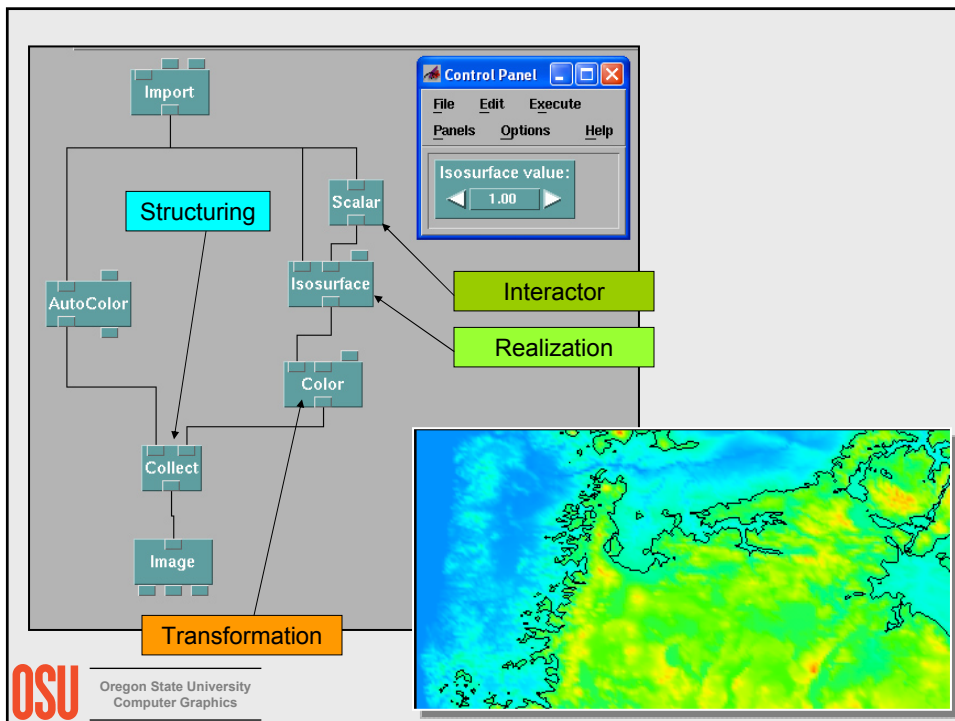 Import
Control Panel
File Edit Execute
Panels Options Help
Isosurface value:
1.00
Structuring
Scalar
Isosurface
Interactor
AutoColor
Realization
Color
Collect
Image
Transformation
OSU
Oregon State University
Computer Graphics